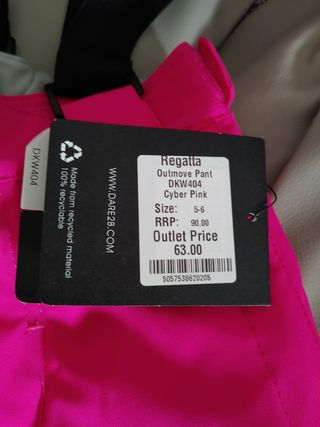 DKW404
Made from recycled material
100% recyclable
WWW.DARE2B.COM
Regatta
Outmove Pant
DKW404
Cyber Pink
Size: 5-6
RRP: 90.00
Outlet Price
63.00
5057538620205